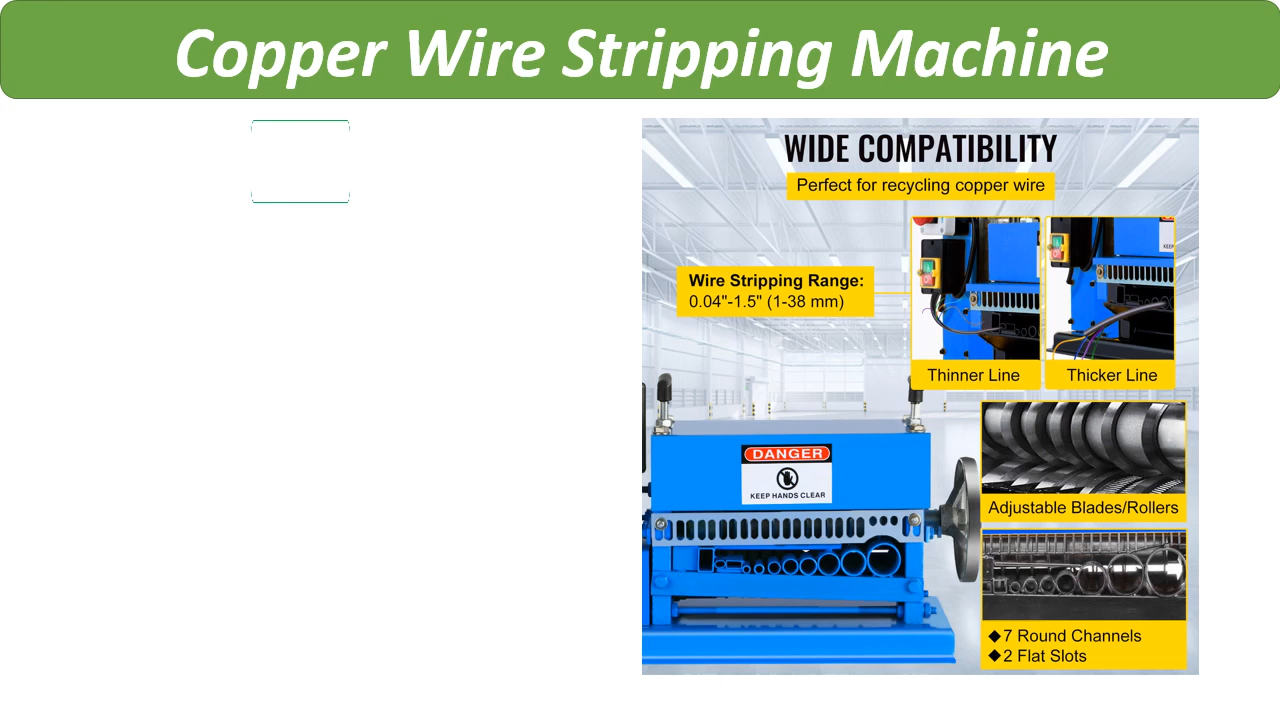 Copper Wire Stripping Machine
WIDE COMPATIBILITY
Perfect for recycling copper wire
Wire Stripping Range:
0.04"-1.5" (1-38 mm)
Thinner Line
Thicker Line
DANGER
KEEP HANDS CLEAR
Adjustable Blades/Rollers
◆7 Round Channels
◆2 Flat Slots